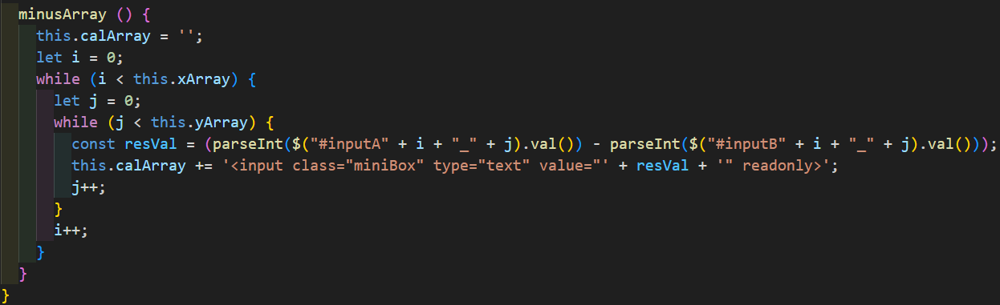 minusArray () {
this.calArray = '';
let i = 0;
while (i < this.xArray) {
let j = 0;
while (j < this.yArray) {
const resVal = (parseInt($("#inputA" + i + "_" + j).val()) - parseInt($("#inputB" + i + "_" + j).val()));
this.calArray += '<input class="miniBox" type="text" value="' + resVal + '" readonly>';
j++;
}
i++;
}
}
}